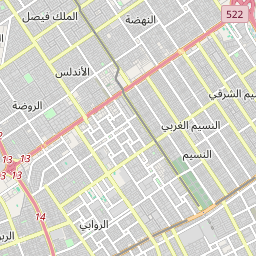 الملك فيصل
النهضة
522
الأندلس
النسيم الشرقي
الروضة
النسيم الغربي
النسيم
13 13
13 13
14
الروابي